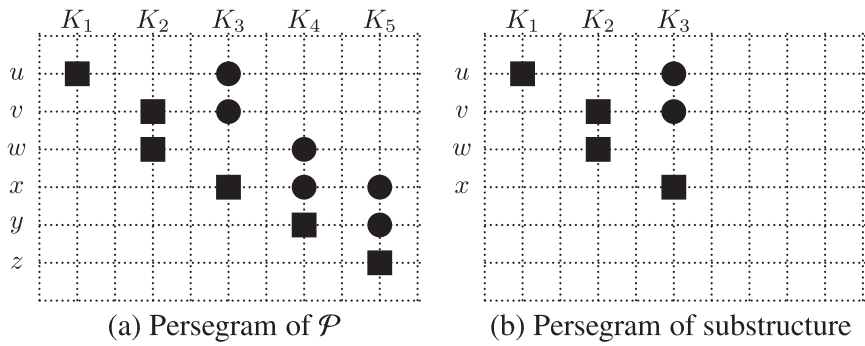 K₁ K₂ K₃ K₄ K₅
u
v
w
x
y
z
(a) Persegram of 𝒫
K₁ K₂ K₃
u
v
w
x
(b) Persegram of substructure